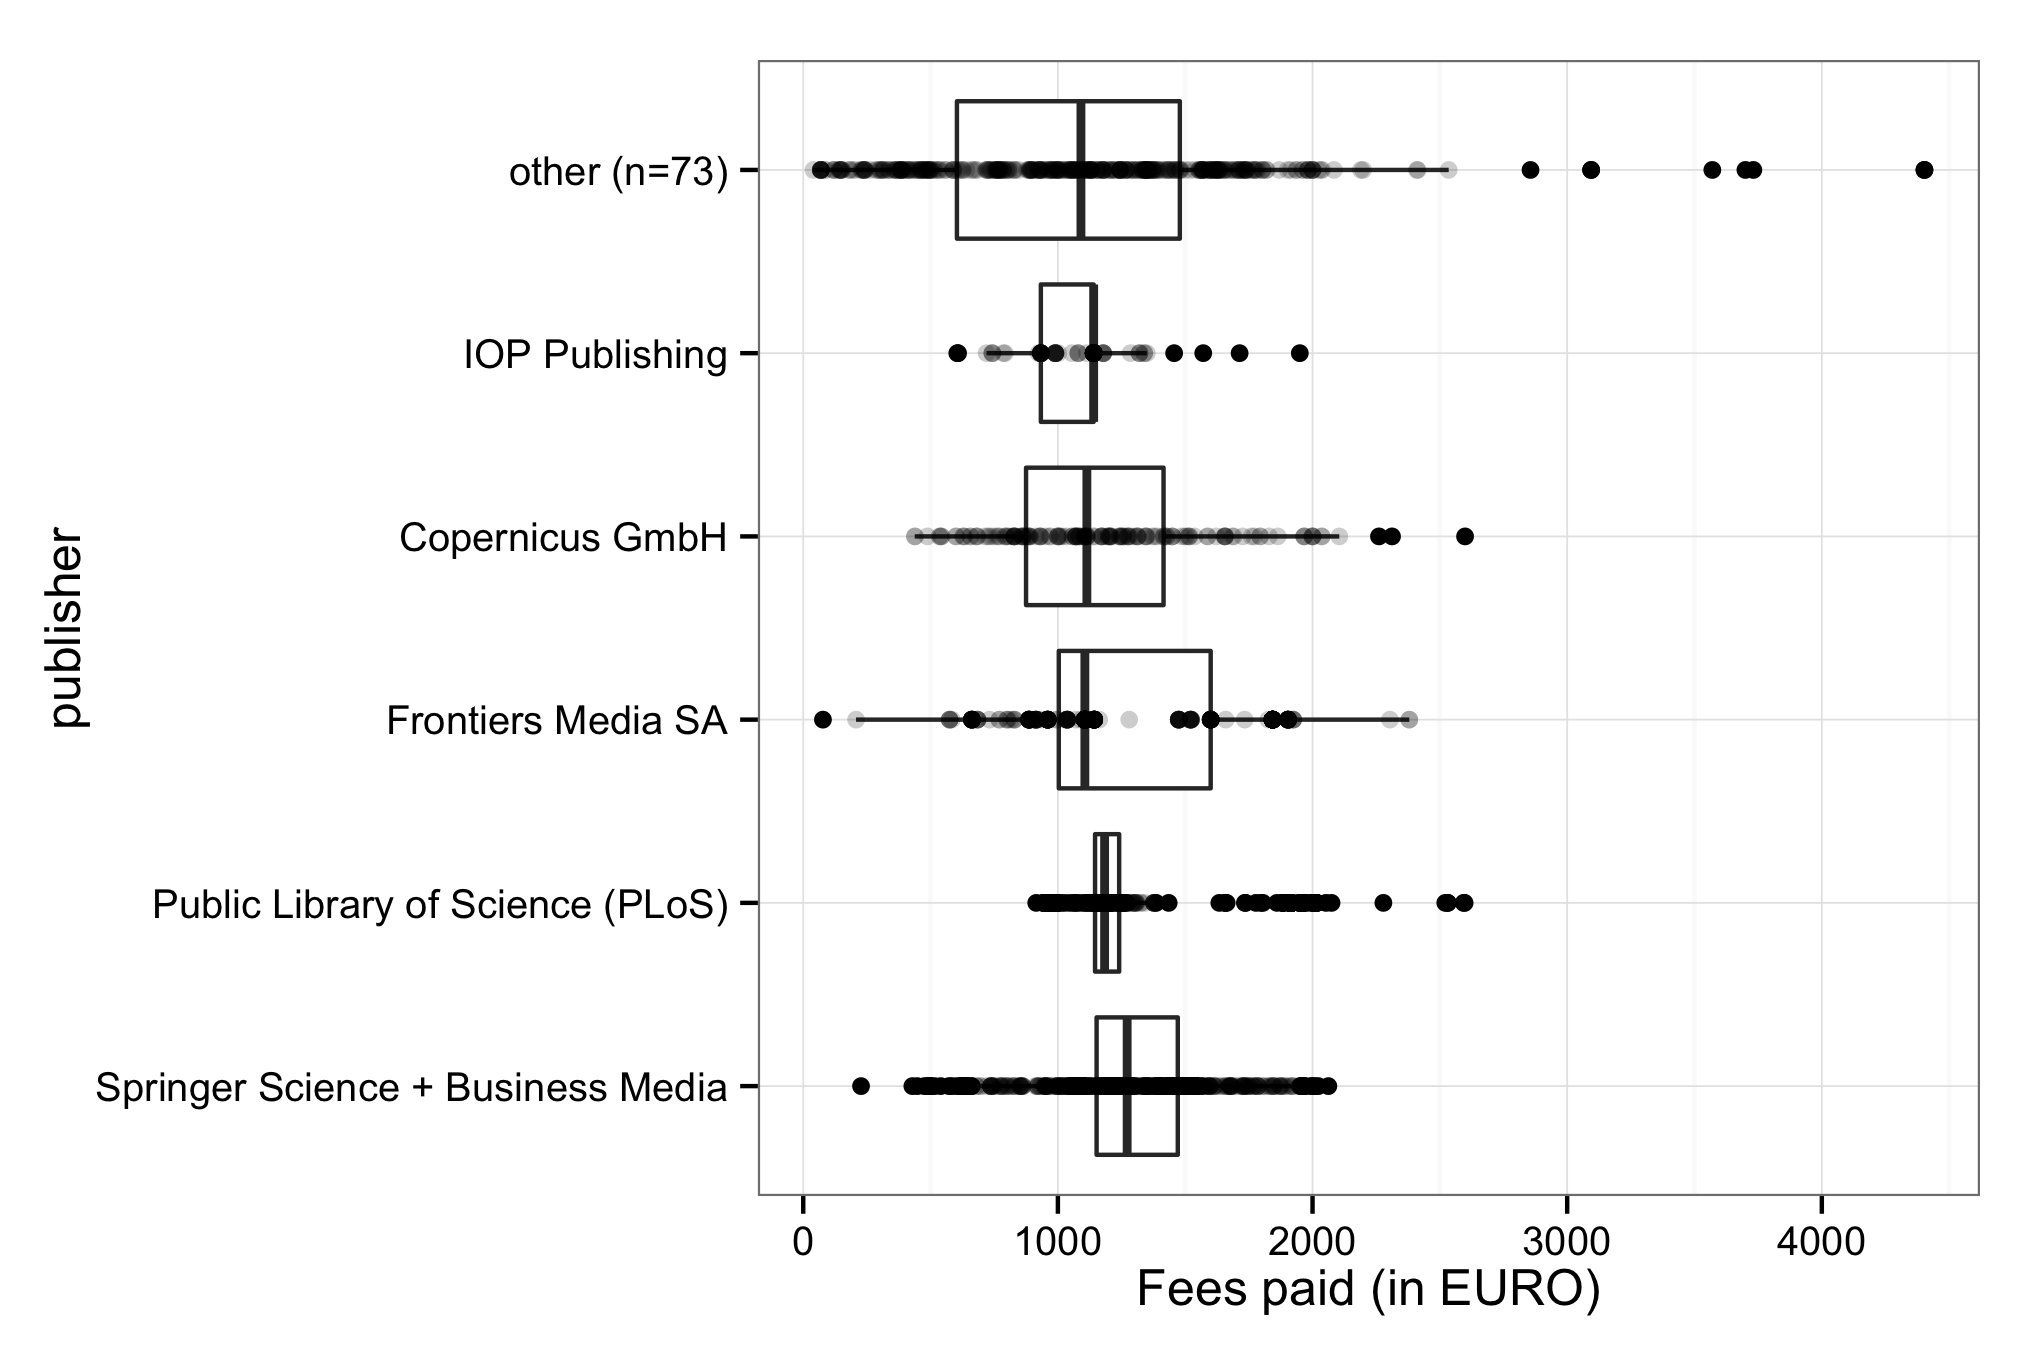 other (n=73)
IOP Publishing
Copernicus GmbH
Frontiers Media SA
Public Library of Science (PLoS)
Springer Science + Business Media
publisher
0 1000 2000 3000 4000
Fees paid (in EURO)